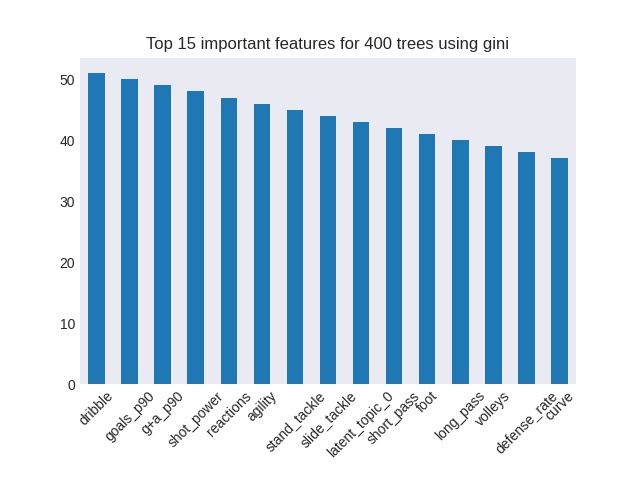 Top 15 important features for 400 trees using gini
50
40
30
20
10
0
dribble
goals_p90
g+a_p90
shot_power
reactions
agility
stand_tackle
slide_tackle
latent_topic_0
short_pass
foot
long_pass
volleys
defense_rate
curve